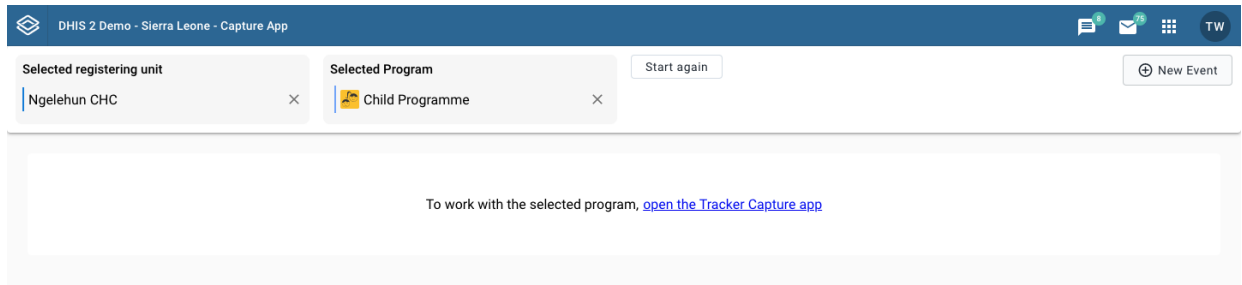 DHIS 2 Demo - Sierra Leone - Capture App
8
75
TW
Selected registering unit
Selected Program
Start again
New Event
Ngelehun CHC
Child Programme
To work with the selected program, open the Tracker Capture app